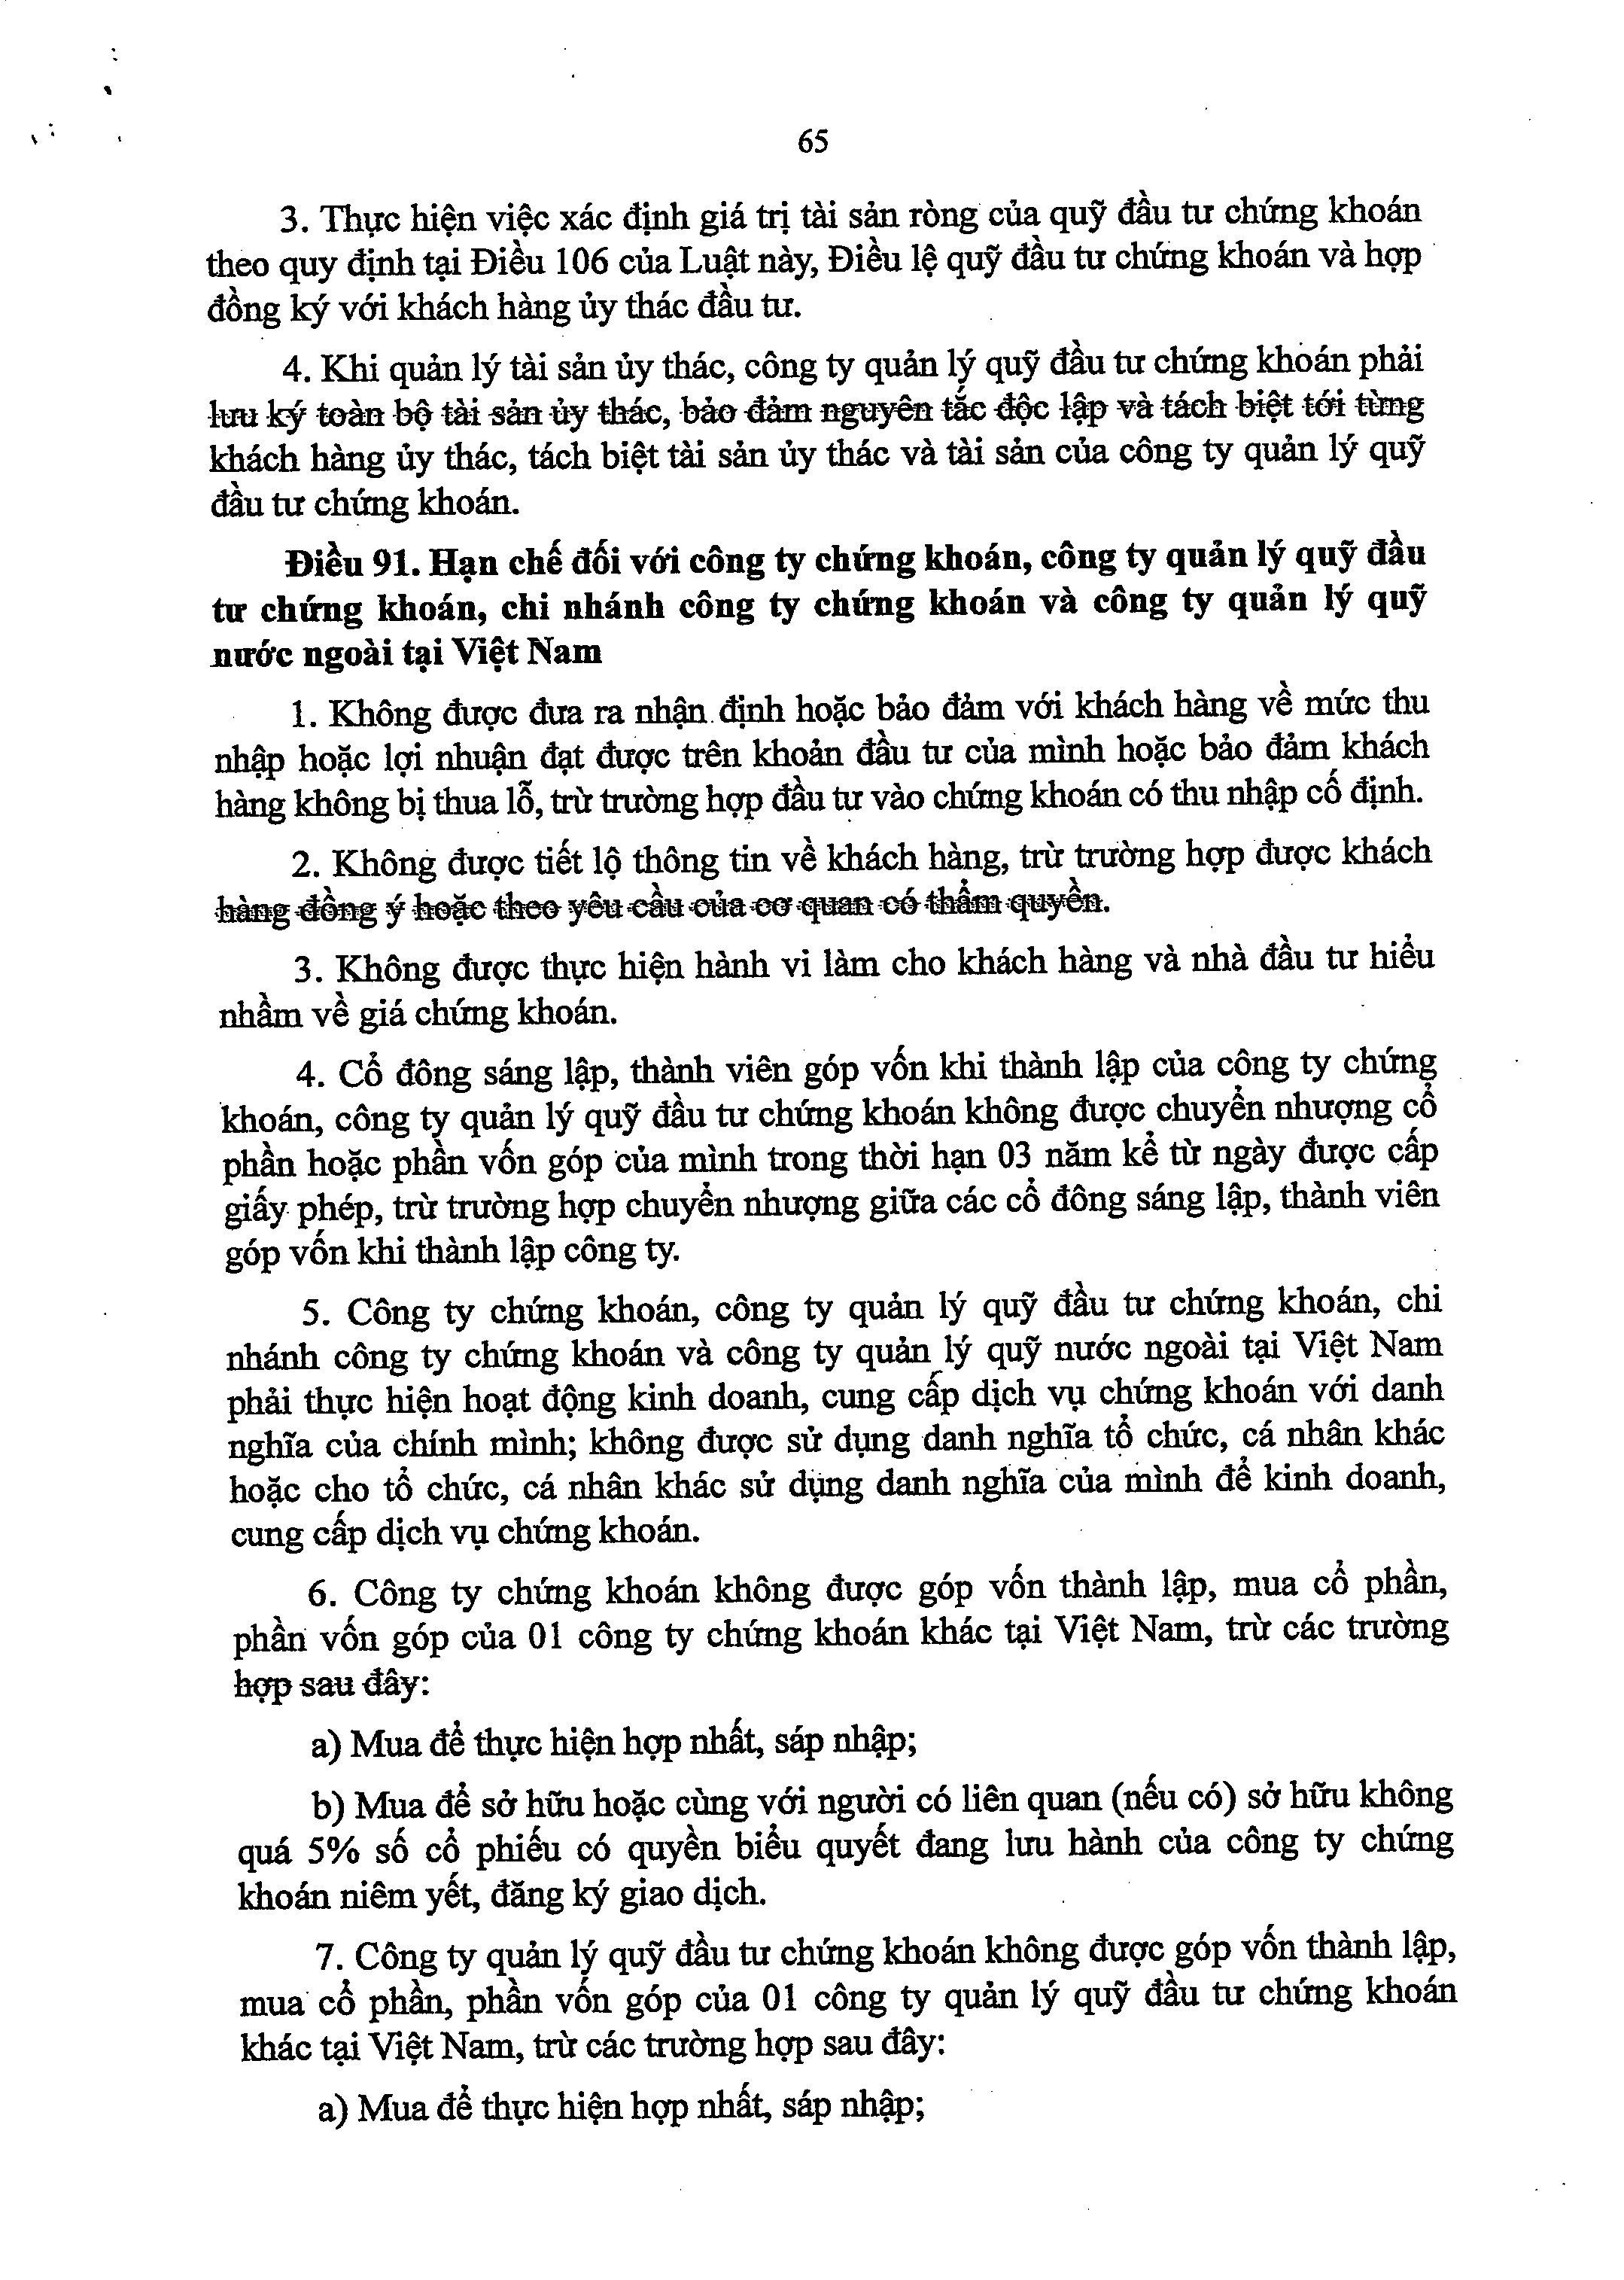 65
3. Thực hiện việc xác định giá trị tài sản ròng của quỹ đầu tư chứng khoán
theo quy định tại Điều 106 của Luật này, Điều lệ quỹ đầu tư chứng khoán và hợp
đồng ký với khách hàng ủy thác đầu tư.
4. Khi quản lý tài sản ủy thác, công ty quản lý quỹ đầu tư chứng khoán phải
lưu ký toàn bộ tài sản ủy thác, bảo đảm nguyên tắc độc lập và tách biệt tới từng
khách hàng ủy thác, tách biệt tài sản ủy thác và tài sản của công ty quản lý quỹ
đầu tư chứng khoán.
Điều 91. Hạn chế đối với công ty chứng khoán, công ty quản lý quỹ đầu
tư chứng khoán, chi nhánh công ty chứng khoán và công ty quản lý quỹ
nước ngoài tại Việt Nam
1. Không được đưa ra nhận định hoặc bảo đảm với khách hàng về mức thu
nhập hoặc lợi nhuận đạt được trên khoản đầu tư của mình hoặc bảo đảm khách
hàng không bị thua lỗ, trừ trường hợp đầu tư vào chứng khoán có thu nhập cố định.
2. Không được tiết lộ thông tin về khách hàng, trừ trường hợp được khách
hàng đồng ý hoặc theo yêu cầu của cơ quan có thẩm quyền.
3. Không được thực hiện hành vi làm cho khách hàng và nhà đầu tư hiểu
nhầm về giá chứng khoán.
4. Cổ đông sáng lập, thành viên góp vốn khi thành lập của công ty chứng
khoán, công ty quản lý quỹ đầu tư chứng khoán không được chuyển nhượng cổ
phần hoặc phần vốn góp của mình trong thời hạn 03 năm kể từ ngày được cấp
giấy phép, trừ trường hợp chuyển nhượng giữa các cổ đông sáng lập, thành viên
góp vốn khi thành lập công ty.
5. Công ty chứng khoán, công ty quản lý quỹ đầu tư chứng khoán, chi
nhánh công ty chứng khoán và công ty quản lý quỹ nước ngoài tại Việt Nam
phải thực hiện hoạt động kinh doanh, cung cấp dịch vụ chứng khoán với danh
nghĩa của chính mình; không được sử dụng danh nghĩa tổ chức, cá nhân khác
hoặc cho tổ chức, cá nhân khác sử dụng danh nghĩa của mình để kinh doanh,
cung cấp dịch vụ chứng khoán.
6. Công ty chứng khoán không được góp vốn thành lập, mua cổ phần,
phần vốn góp của 01 công ty chứng khoán khác tại Việt Nam, trừ các trường
hợp sau đây:
a) Mua để thực hiện hợp nhất, sáp nhập;
b) Mua để sở hữu hoặc cùng với người có liên quan (nếu có) sở hữu không
quá 5% số cổ phiếu có quyền biểu quyết đang lưu hành của công ty chứng
khoán niêm yết, đăng ký giao dịch.
7. Công ty quản lý quỹ đầu tư chứng khoán không được góp vốn thành lập,
mua cổ phần, phần vốn góp của 01 công ty quản lý quỹ đầu tư chứng khoán
khác tại Việt Nam, trừ các trường hợp sau đây:
a) Mua để thực hiện hợp nhất, sáp nhập;